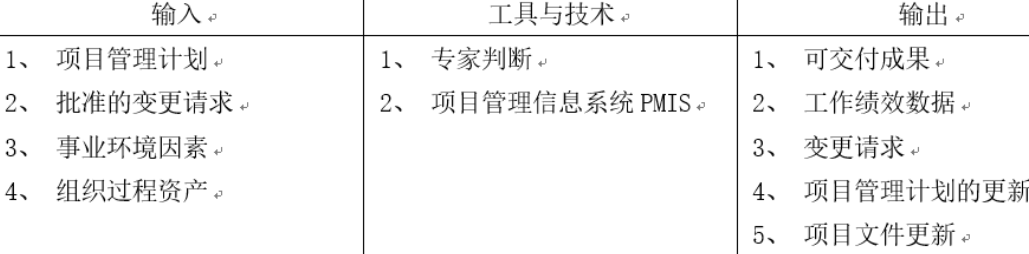 输入 工具与技术 输出
1、 项目管理计划 1、 专家判断 1、 可交付成果
2、 批准的变更请求 2、 项目管理信息系统 PMIS 2、 工作绩效数据
3、 事业环境因素 3、 变更请求
4、 组织过程资产 4、 项目管理计划的更新
5、 项目文件更新